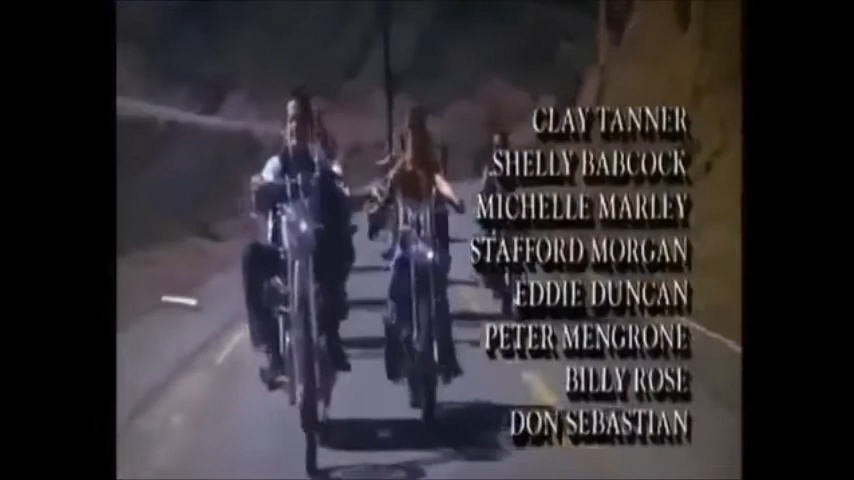 CLAY TANNER
SHELLY BABCOCK
MICHELLE MARLEY
STAFFORD MORGAN
EDDIE DUNCAN
PETER MENGRONE
BILLY ROSE
DON SEBASTIAN